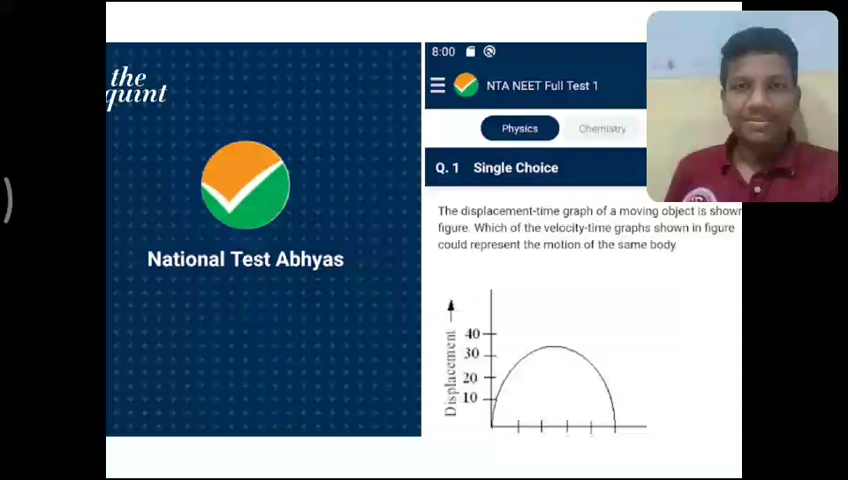 the
quint
National Test Abhyas
8:00
NTA NEET Full Test 1
Physics
Chemistry
Q. 1 Single Choice
The displacement-time graph of a moving object is shown
figure. Which of the velocity-time graphs shown in figure
could represent the motion of the same body
Displacement
40
30
20
10